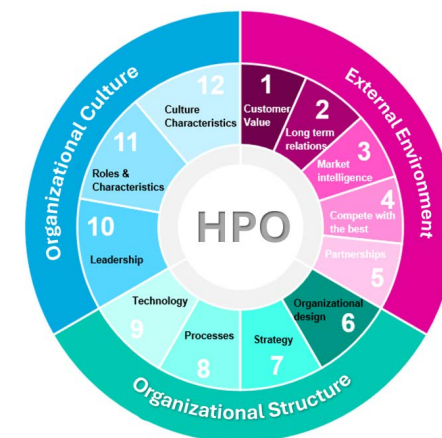 External Environment
1
Customer
Value
2
Long term
relations
3
Market
intelligence
4
Compete with
the best
Partnerships
5
Organizational
design
6
Strategy
7
Organizational Structure
Processes
8
Technology
9
10
Leadership
Organizational Culture
11
Roles &
Characteristics
12
Culture
Characteristics
HPO